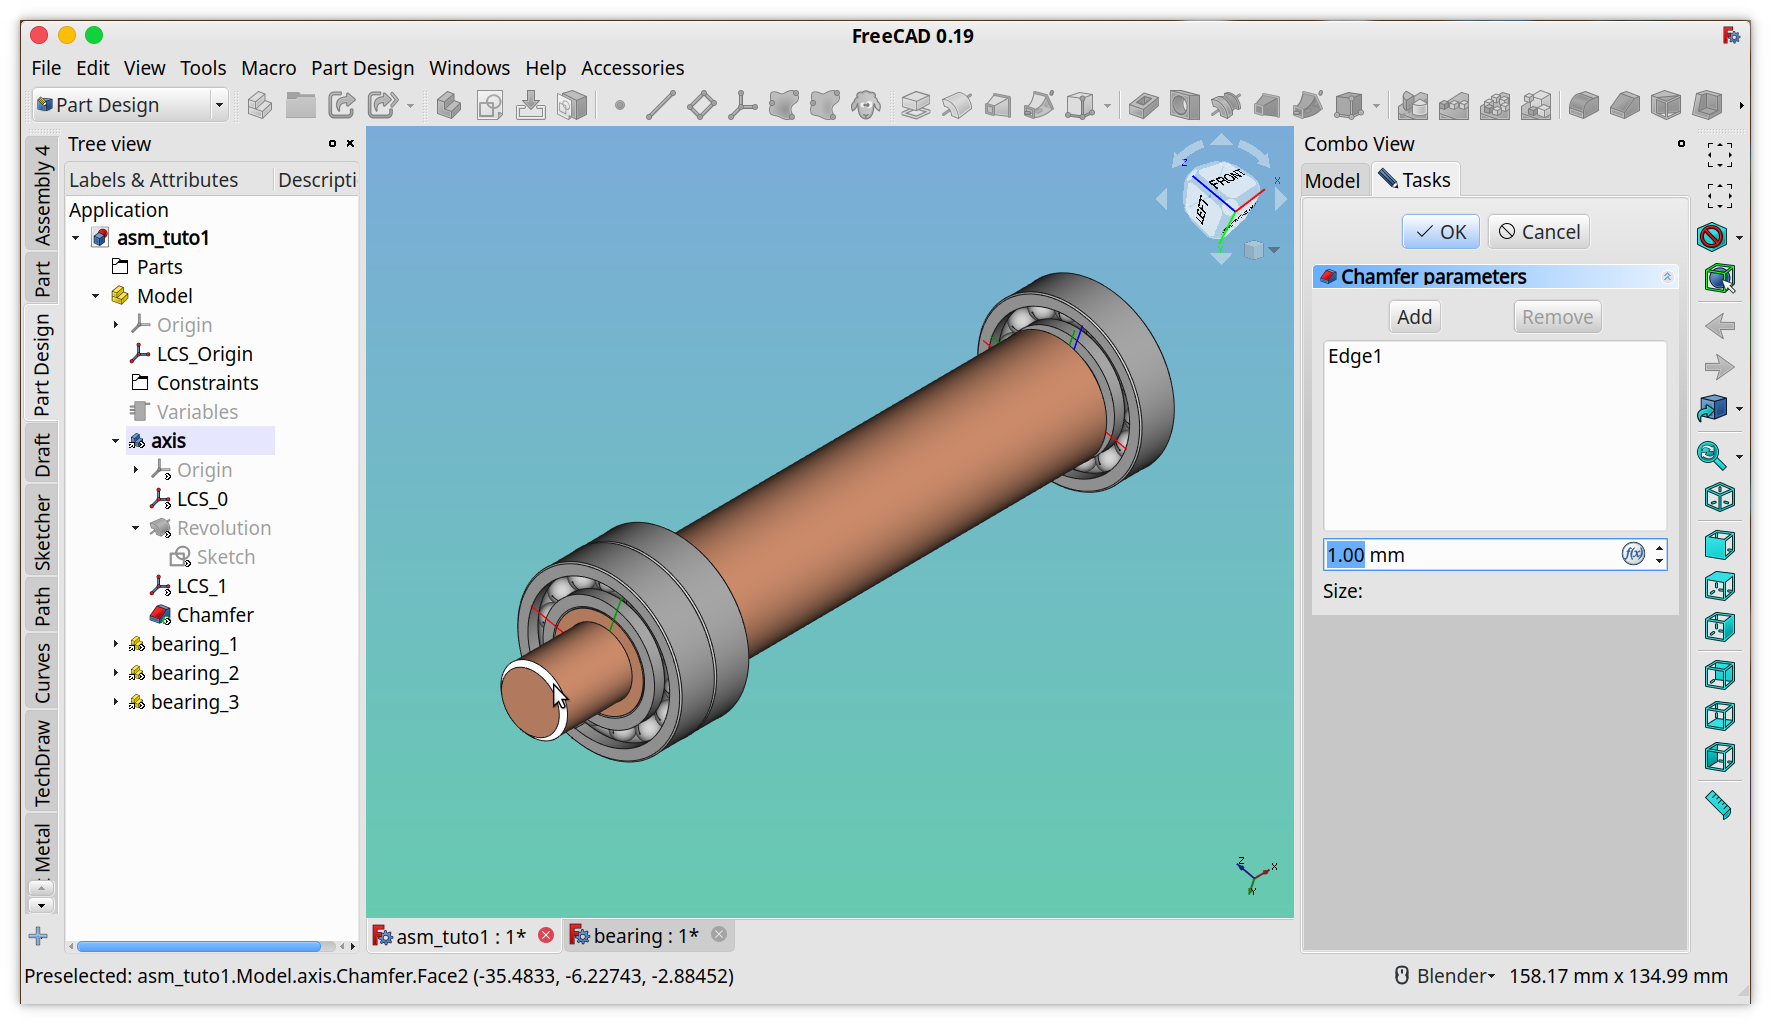 FreeCAD 0.19
File Edit View Tools Macro Part Design Windows Help Accessories
Part Design
Tree view
Labels & Attributes Descripti
Application
asm_tuto1
Parts
Model
Origin
LCS_Origin
Constraints
Variables
axis
Origin
LCS_0
Revolution
Sketch
LCS_1
Chamfer
bearing_1
bearing_2
bearing_3
Assembly 4
Part
Part Design
Draft
Sketcher
Path
Curves
TechDraw
Metal
FRONT
LEFT
Z
X
Y
Z
X
Y
Combo View
Model Tasks
OK Cancel
Chamfer parameters
Add Remove
Edge1
1.00 mm
f(x)
Size:
asm_tuto1 : 1* bearing : 1*
Preselected: asm_tuto1.Model.axis.Chamfer.Face2 (-35.4833, -6.22743, -2.88452)
Blender 158.17 mm x 134.99 mm